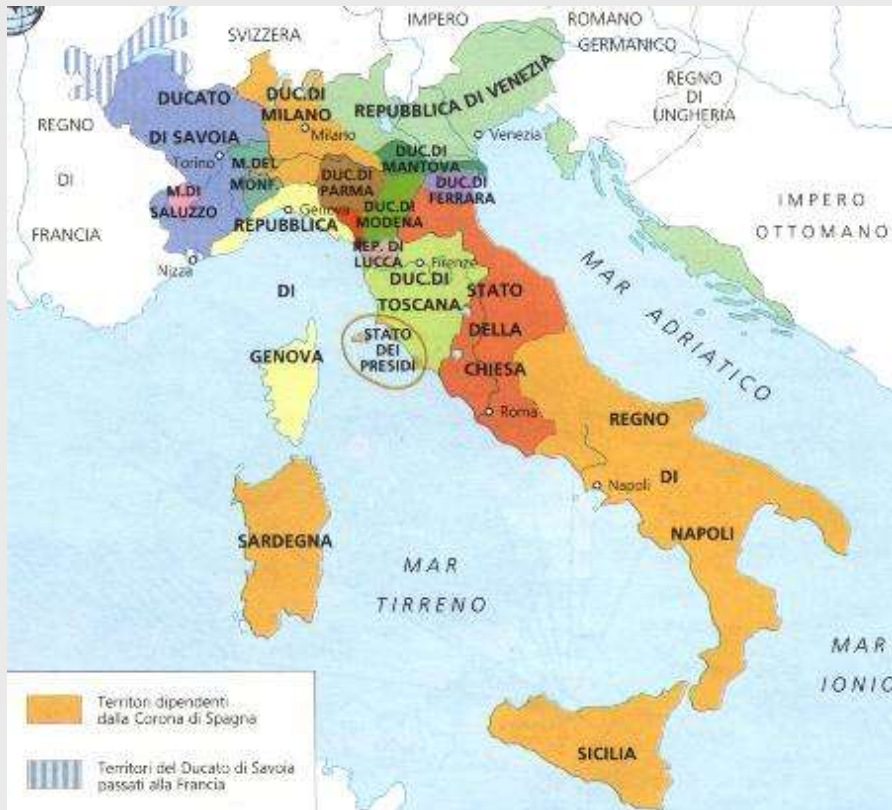 IMPERO
ROMANO
GERMANICO
SVIZZERA
REGNO
DI
UNGHERIA
REGNO
DI
FRANCIA
DUCATO
DI SAVOIA
Torino
DUC.DI
MILANO
Milano
REPUBBLICA DI VENEZIA
Venezia
M.DEL
MONF.
M.DI
SALUZZO
DUC.DI
PARMA
DUC.DI
MANTOVA
DUC.DI
FERRARA
DUC.DI
MODENA
Genova
REPUBBLICA
DI
GENOVA
Nizza
REP. DI
LUCCA
Firenze
DUC.DI
TOSCANA
STATO
DELLA
CHIESA
Roma
STATO
DEI
PRESIDI
IMPERO
OTTOMANO
MAR ADRIATICO
REGNO
DI
NAPOLI
Napoli
SARDEGNA
MAR
TIRRENO
MAR
IONIO
SICILIA
Territori dipendenti
dalla Corona di Spagna
Territori del Ducato di Savoia
passati alla Francia